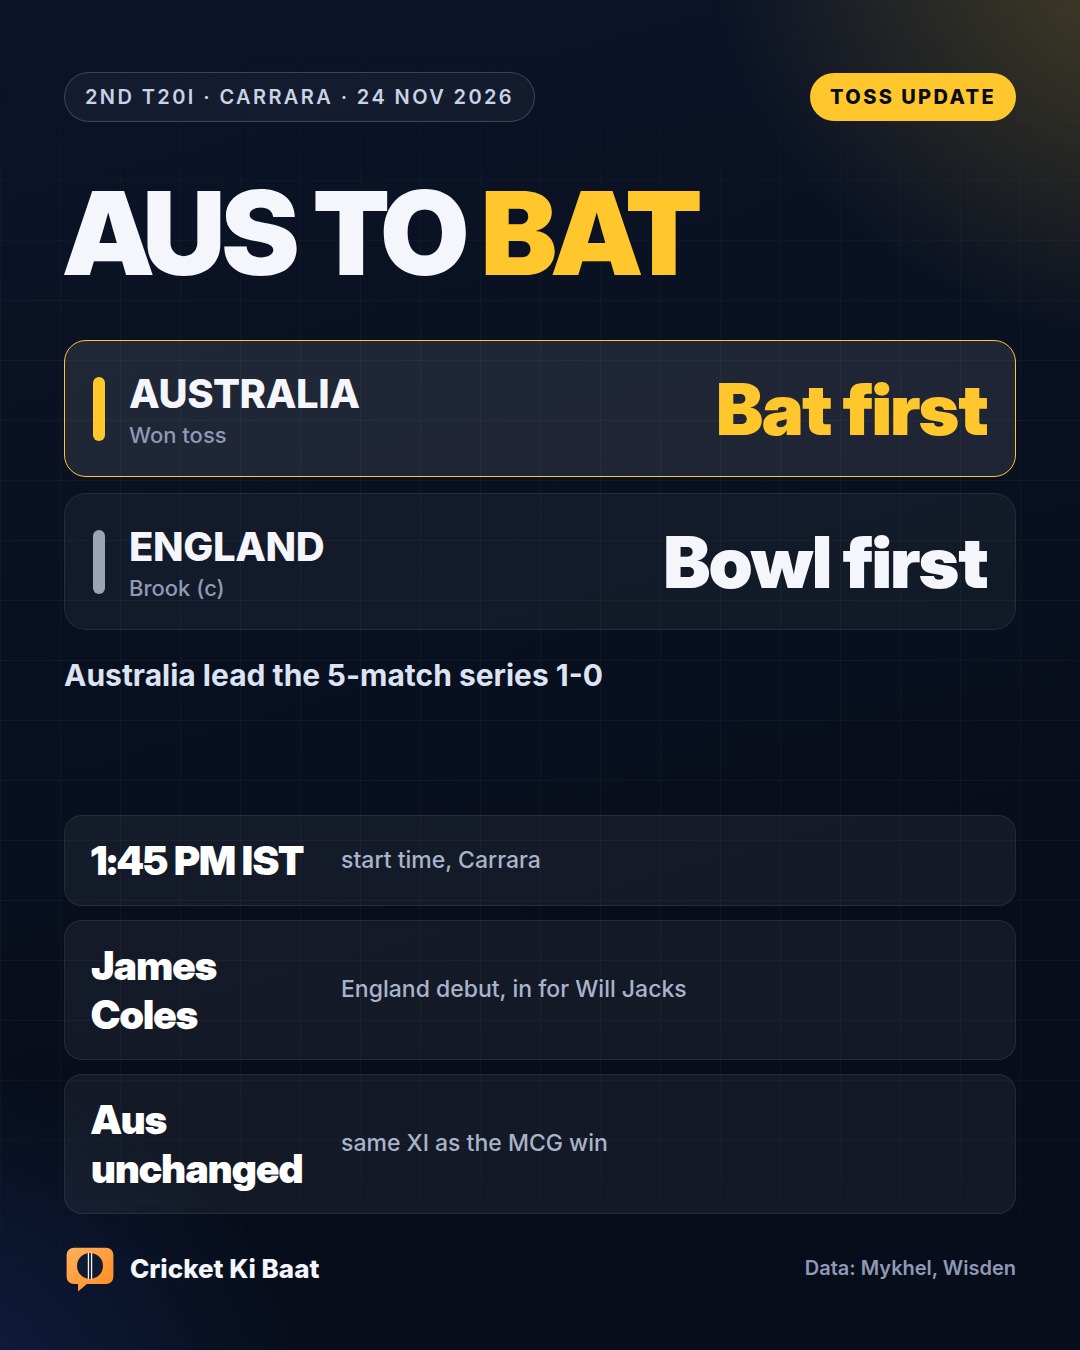 2ND T20I · CARRARA · 24 NOV 2026
TOSS UPDATE
AUS TO BAT
AUSTRALIA
Won toss
Bat first
ENGLAND
Brook (c)
Bowl first
Australia lead the 5-match series 1-0
1:45 PM IST
start time, Carrara
James
Coles
England debut, in for Will Jacks
Aus
unchanged
same XI as the MCG win
Cricket Ki Baat
Data: Mykhel, Wisden